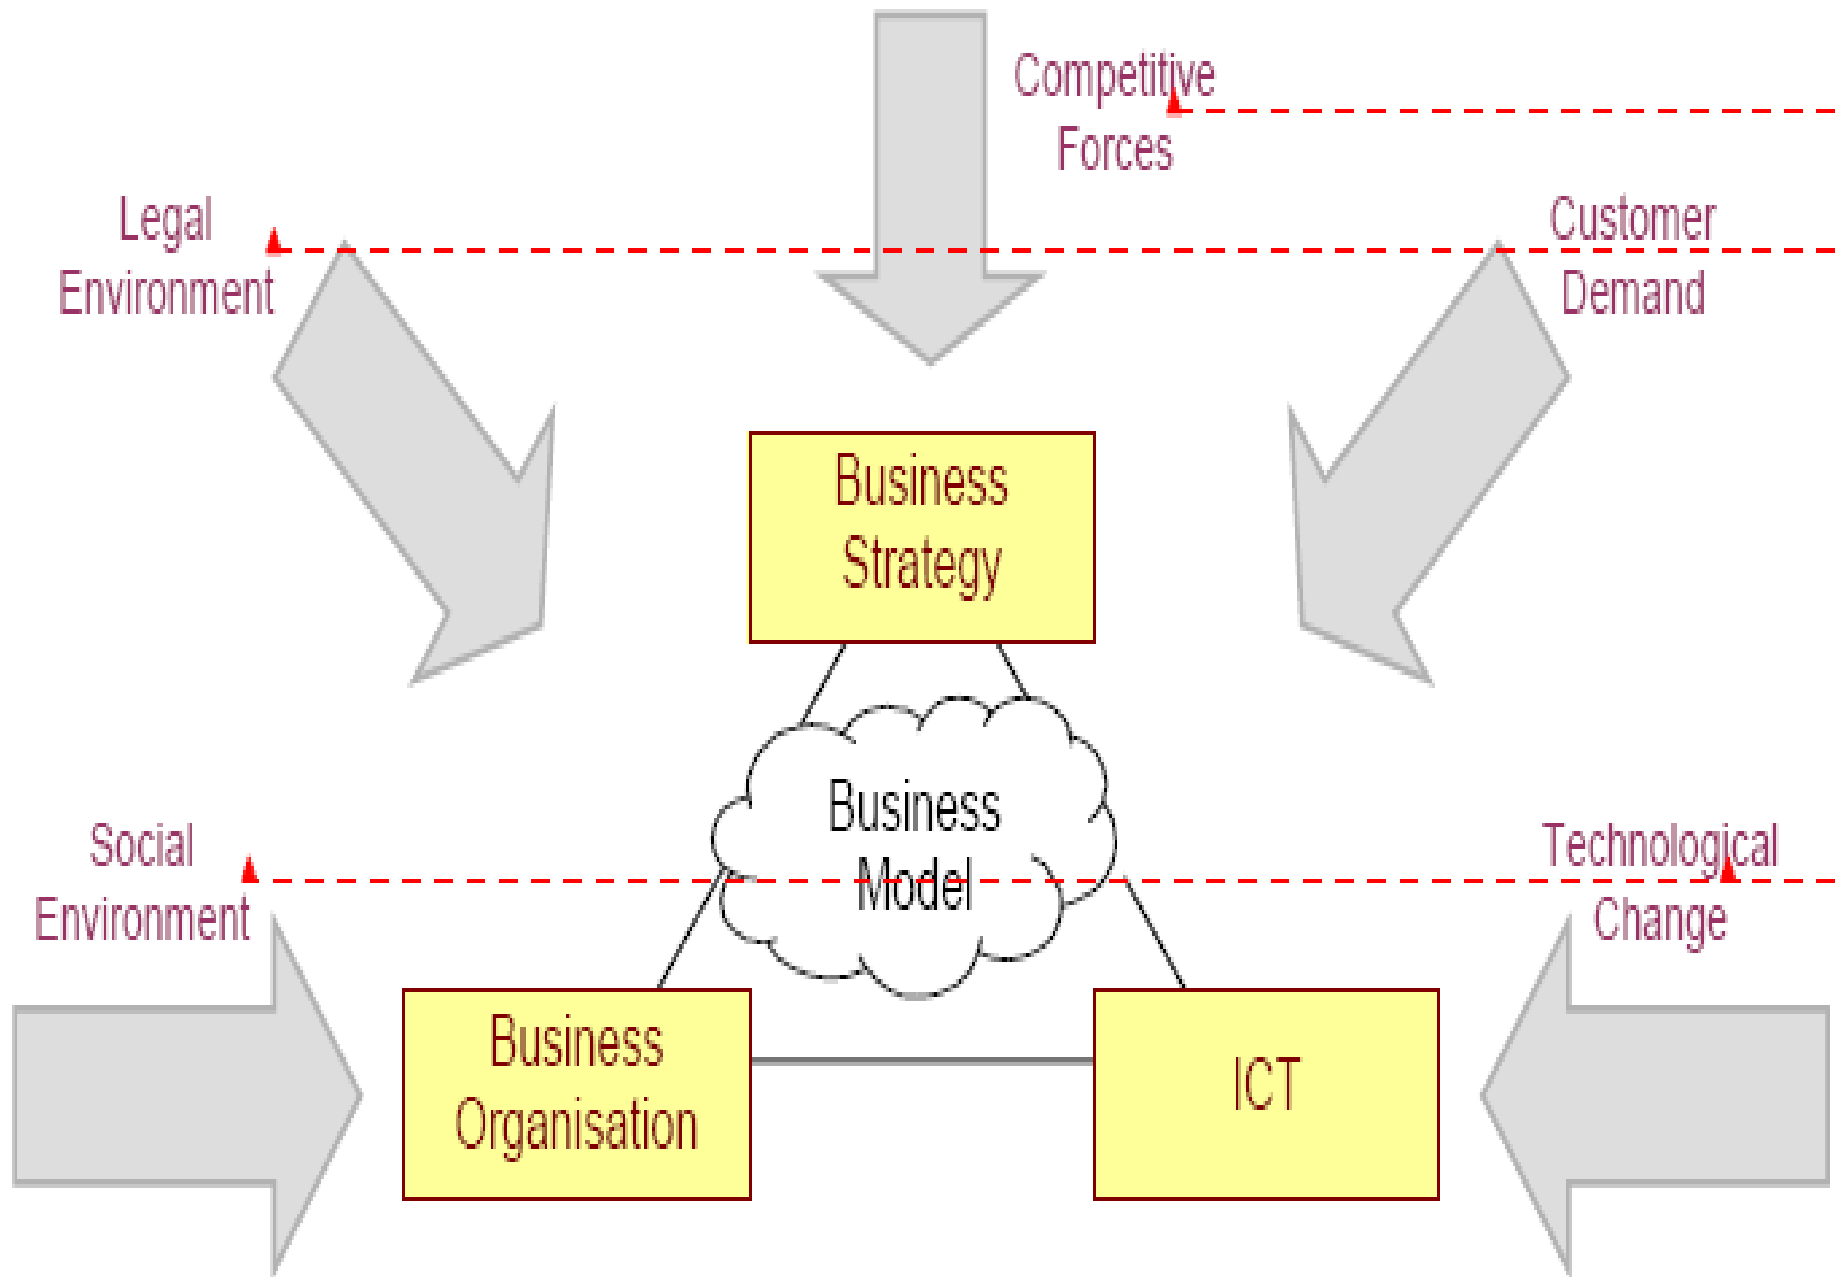 Competitive
Forces
Legal
Environment
Customer
Demand
Business
Strategy
Business
Model
Social
Environment
Technological
Change
Business
Organisation
ICT